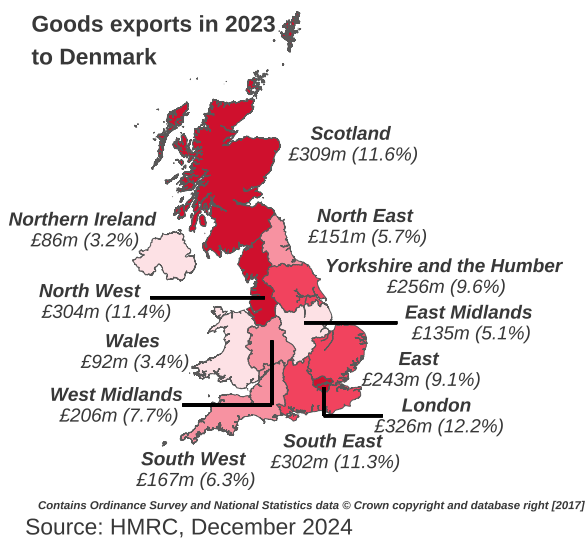 Goods exports in 2023
to Denmark
Scotland
£309m (11.6%)
Northern Ireland
£86m (3.2%)
North East
£151m (5.7%)
Yorkshire and the Humber
£256m (9.6%)
North West
£304m (11.4%)
East Midlands
£135m (5.1%)
Wales
£92m (3.4%)
East
£243m (9.1%)
West Midlands
£206m (7.7%)
London
£326m (12.2%)
South East
£302m (11.3%)
South West
£167m (6.3%)
Contains Ordinance Survey and National Statistics data © Crown copyright and database right [2017]
Source: HMRC, December 2024